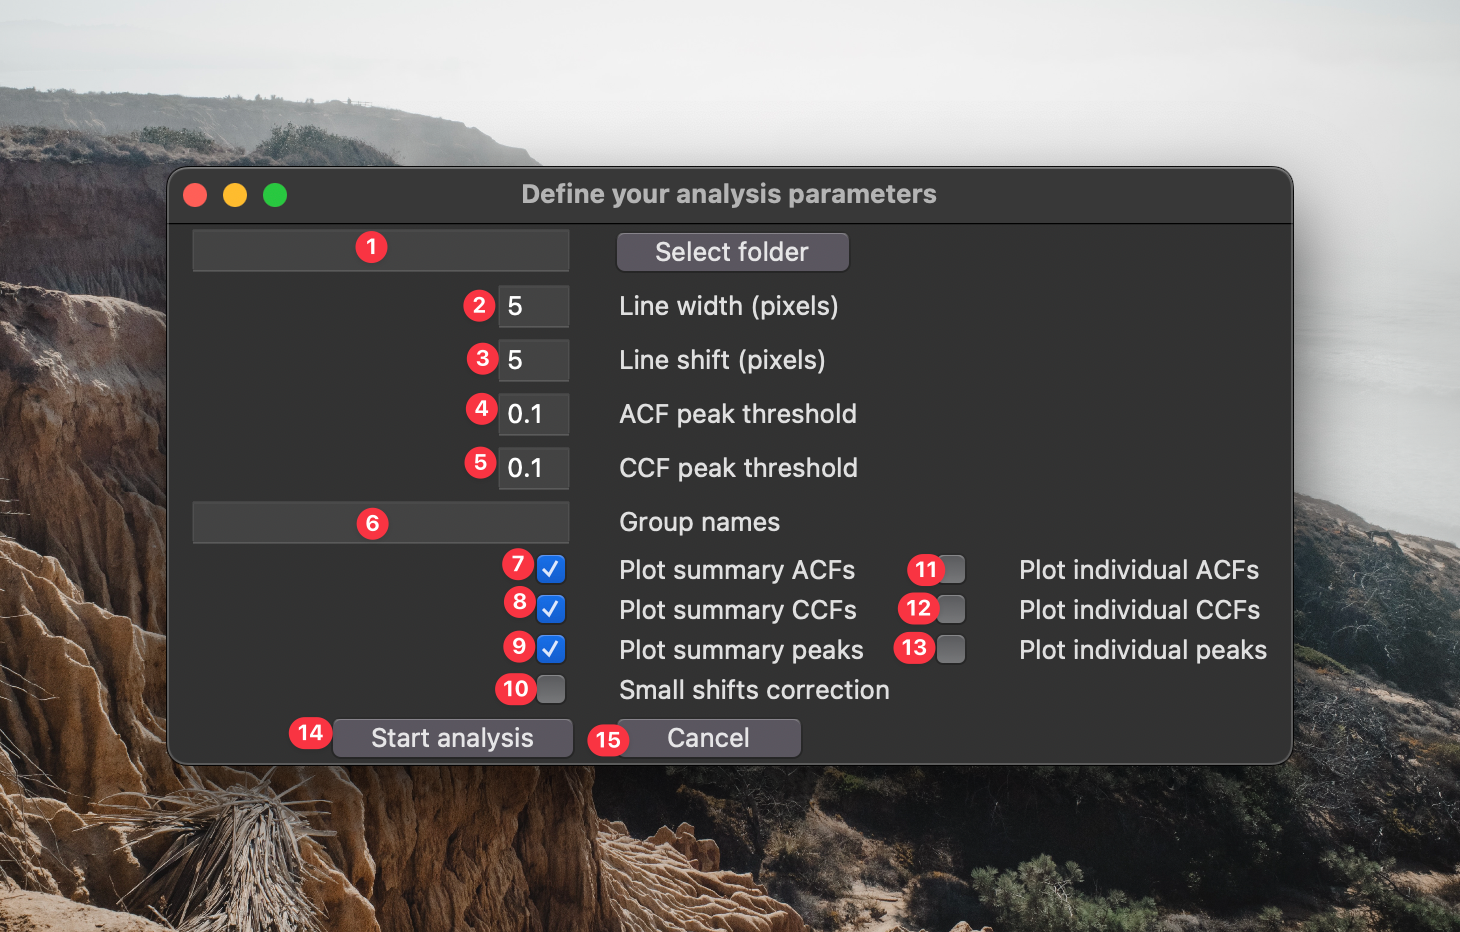 Define your analysis parameters
1 Select folder
2 5 Line width (pixels)
3 5 Line shift (pixels)
4 0.1 ACF peak threshold
5 0.1 CCF peak threshold
6 Group names
7 Plot summary ACFs 11 Plot individual ACFs
8 Plot summary CCFs 12 Plot individual CCFs
9 Plot summary peaks 13 Plot individual peaks
10 Small shifts correction
14 Start analysis 15 Cancel